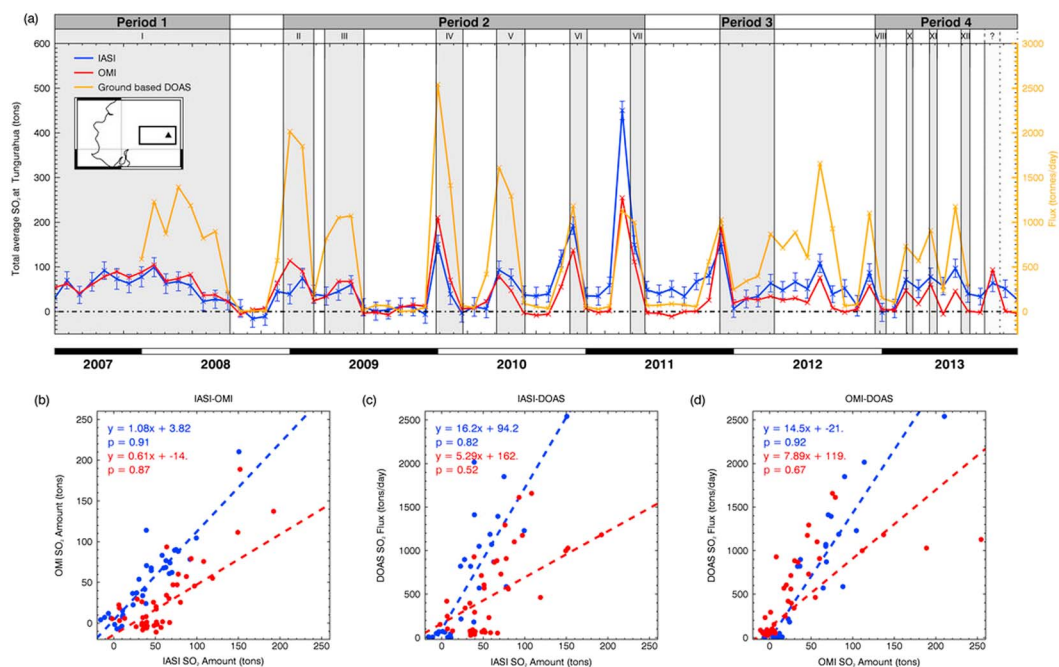 (a)
Period 1 Period 2 Period 3 Period 4
I II III IV V VI VII VIII X XI XII ?
600
500
400
300
200
100
0
Total average SO₂ at Tungurahua (tons)
IASI
OMI
Ground based DOAS
3000
2500
2000
1500
1000
500
0
Flux (tonnes/day)
2007 2008 2009 2010 2011 2012 2013
(b) IASI-OMI
y = 1.08x + 3.82
p = 0.91
y = 0.61x + -14.
p = 0.87
250
200
150
100
50
0
OMI SO₂ Amount (tons)
0 50 100 150 200 250
IASI SO₂ Amount (tons)
(c) IASI-DOAS
y = 16.2x + 94.2
p = 0.82
y = 5.29x + 162.
p = 0.52
2500
2000
1500
1000
500
0
DOAS SO₂ Flux (tons/day)
0 50 100 150 200 250
IASI SO₂ Amount (tons)
(d) OMI-DOAS
y = 14.5x + -21.
p = 0.92
y = 7.89x + 119.
p = 0.67
2500
2000
1500
1000
500
0
DOAS SO₂ Flux (tons/day)
0 50 100 150 200 250
OMI SO₂ Amount (tons)